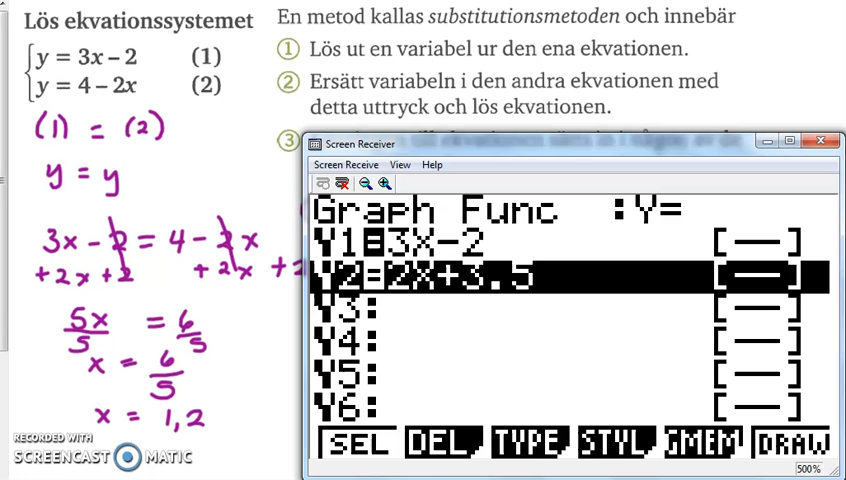 Lös ekvationssystemet
y = 3x – 2 (1)
y = 4 – 2x (2)
(1) = (2)
y = y
3x - 2 = 4 - 2x
+2x +2 +2x +2
5x/5 = 6/5
x = 6/5
x = 1,2
En metod kallas substitutionsmetoden och innebär
① Lös ut en variabel ur den ena ekvationen.
② Ersätt variabeln i den andra ekvationen med
detta uttryck och lös ekvationen.
③
Screen Receiver
Screen Receive View Help
Graph Func :Y=
Y1=3X−2 [—]
Y2=2X+3.5 [—]
Y3: [—]
Y4: [—]
Y5: [—]
Y6: [—]
SEL DEL TYPE STYL GMEM DRAW
500%
RECORDED WITH
SCREENCAST MATIC